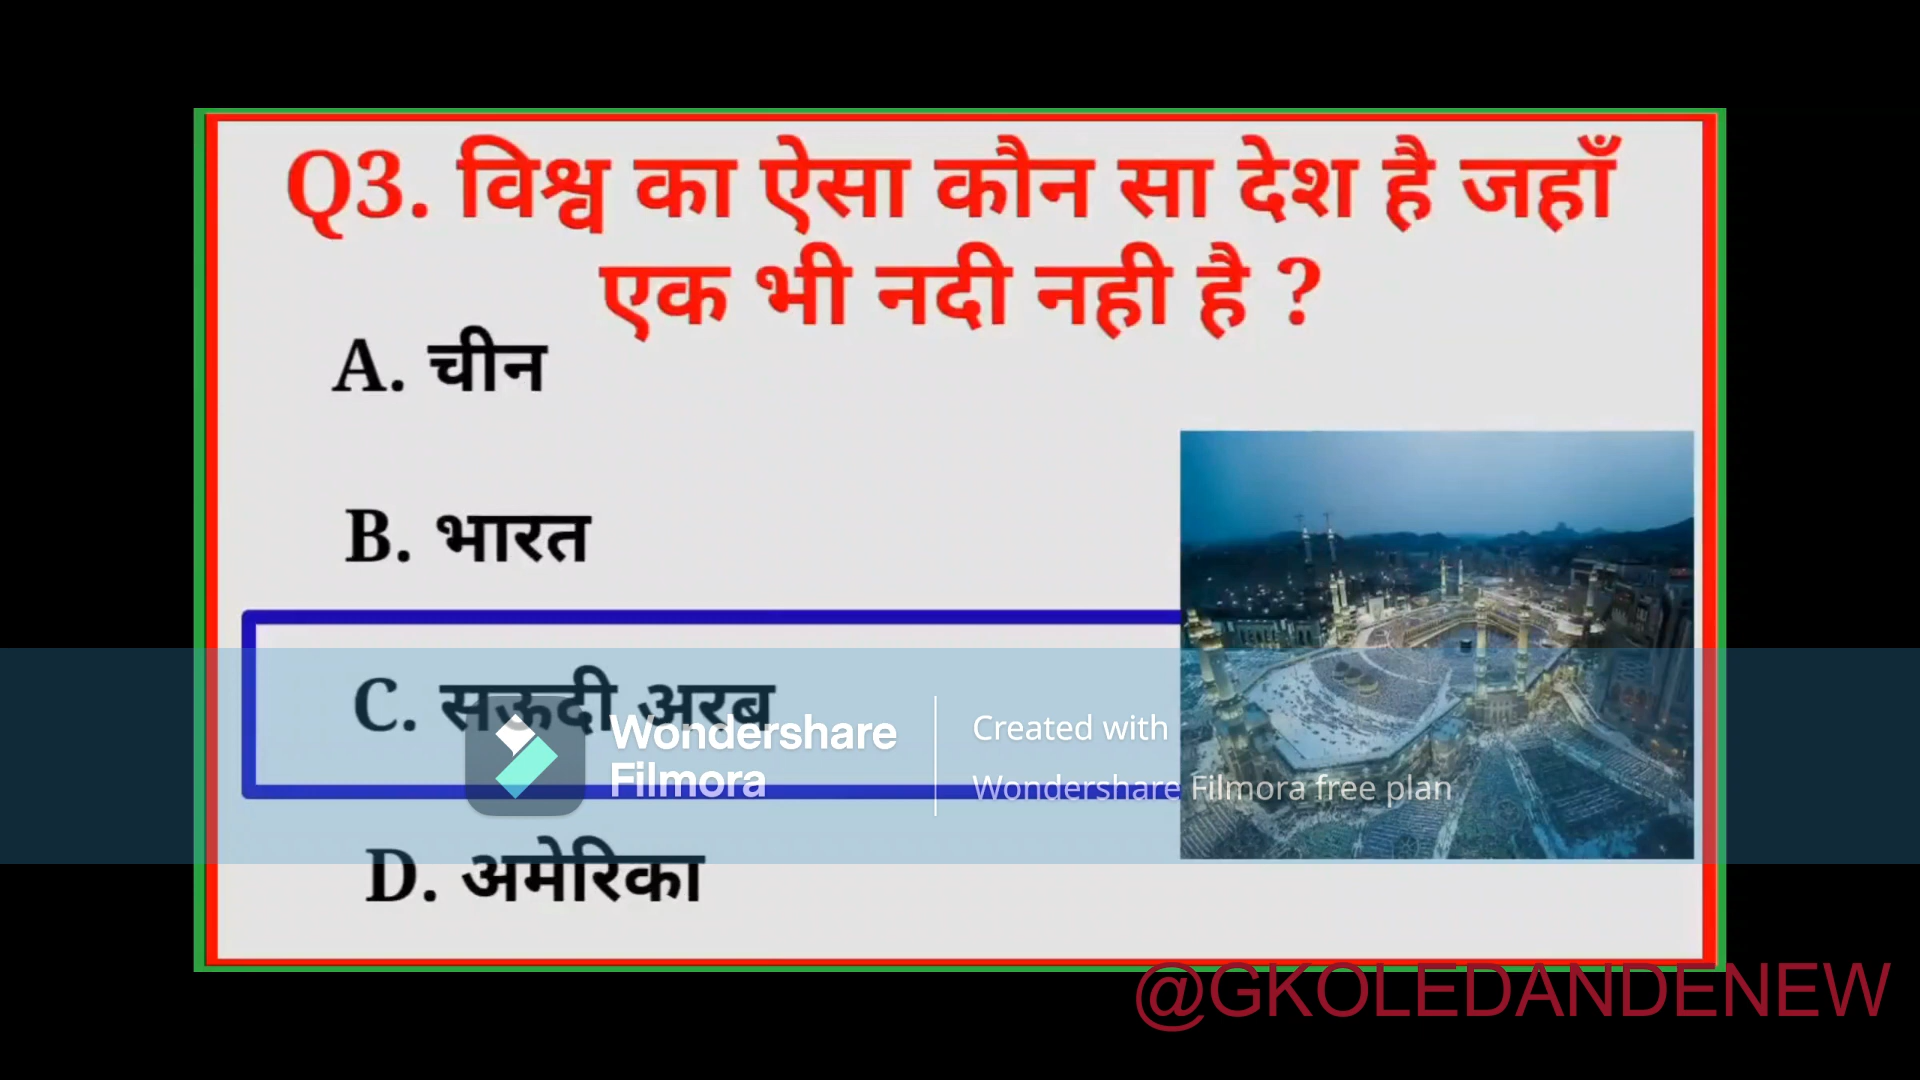 Q3. विश्व का ऐसा कौन सा देश है जहाँ
एक भी नदी नही है ?
A. चीन
B. भारत
C. सऊदी अरब
Wondershare
Filmora
Created with
Wondershare Filmora free plan
D. अमेरिका
@GKOLEDANDENEW